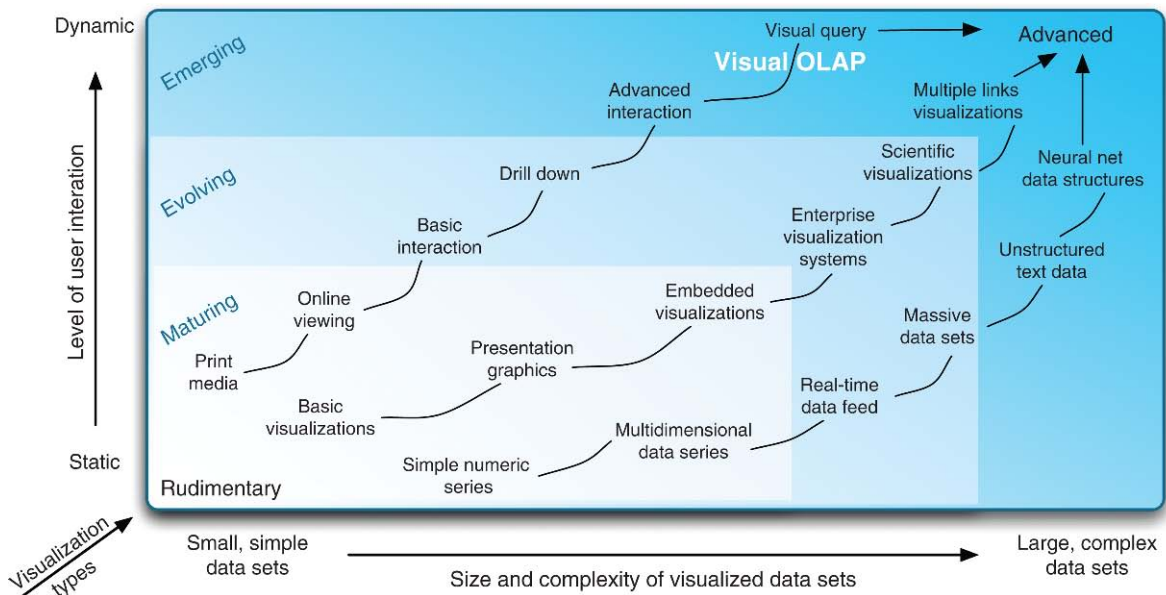 Dynamic
Emerging
Visual query
Advanced
Visual OLAP
Advanced
interaction
Multiple links
visualizations
Evolving
Drill down
Scientific
visualizations
Neural net
data structures
Basic
interaction
Enterprise
visualization
systems
Unstructured
text data
Level of user interation
Maturing
Online
viewing
Embedded
visualizations
Massive
data sets
Print
media
Presentation
graphics
Real-time
data feed
Basic
visualizations
Multidimensional
data series
Static
Simple numeric
series
Rudimentary
Visualization
types
Small, simple
data sets
Size and complexity of visualized data sets
Large, complex
data sets